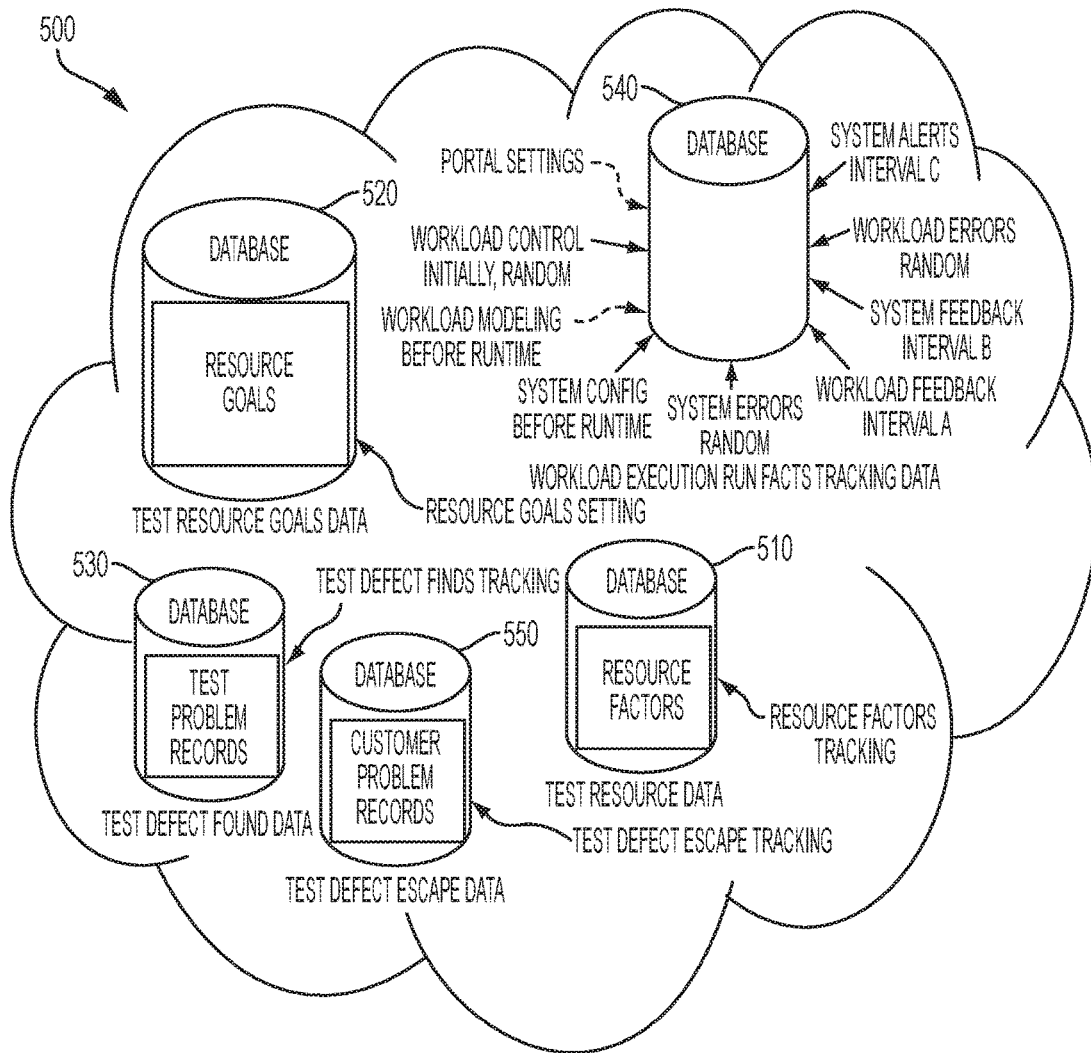 500
540
DATABASE
PORTAL SETTINGS
SYSTEM ALERTS
INTERVAL C
520
DATABASE
WORKLOAD CONTROL
INITIALLY, RANDOM
WORKLOAD ERRORS
RANDOM
WORKLOAD MODELING
BEFORE RUNTIME
SYSTEM FEEDBACK
INTERVAL B
RESOURCE
GOALS
SYSTEM CONFIG
BEFORE RUNTIME
SYSTEM ERRORS
RANDOM
WORKLOAD FEEDBACK
INTERVAL A
WORKLOAD EXECUTION RUN FACTS TRACKING DATA
RESOURCE GOALS SETTING
TEST RESOURCE GOALS DATA
530
DATABASE
TEST DEFECT FINDS TRACKING
510
DATABASE
550
DATABASE
TEST
PROBLEM
RECORDS
RESOURCE
FACTORS
RESOURCE FACTORS
TRACKING
CUSTOMER
PROBLEM
RECORDS
TEST RESOURCE DATA
TEST DEFECT FOUND DATA
TEST DEFECT ESCAPE TRACKING
TEST DEFECT ESCAPE DATA